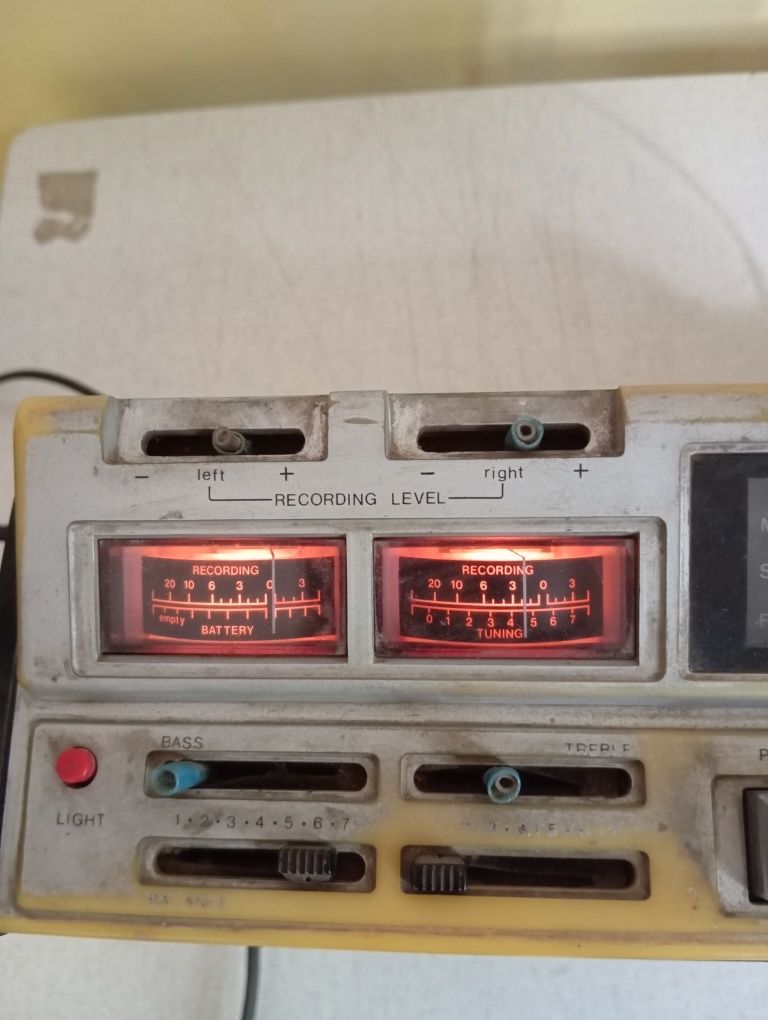 − left + − right +
RECORDING LEVEL
RECORDING
20 10 6 3 0 3
empty
BATTERY
RECORDING
20 10 6 3 0 3
0 1 2 3 4 5 6 7
TUNING
BASS
TREBLE
LIGHT
1 • 2 • 3 • 4 • 5 • 6 • 7